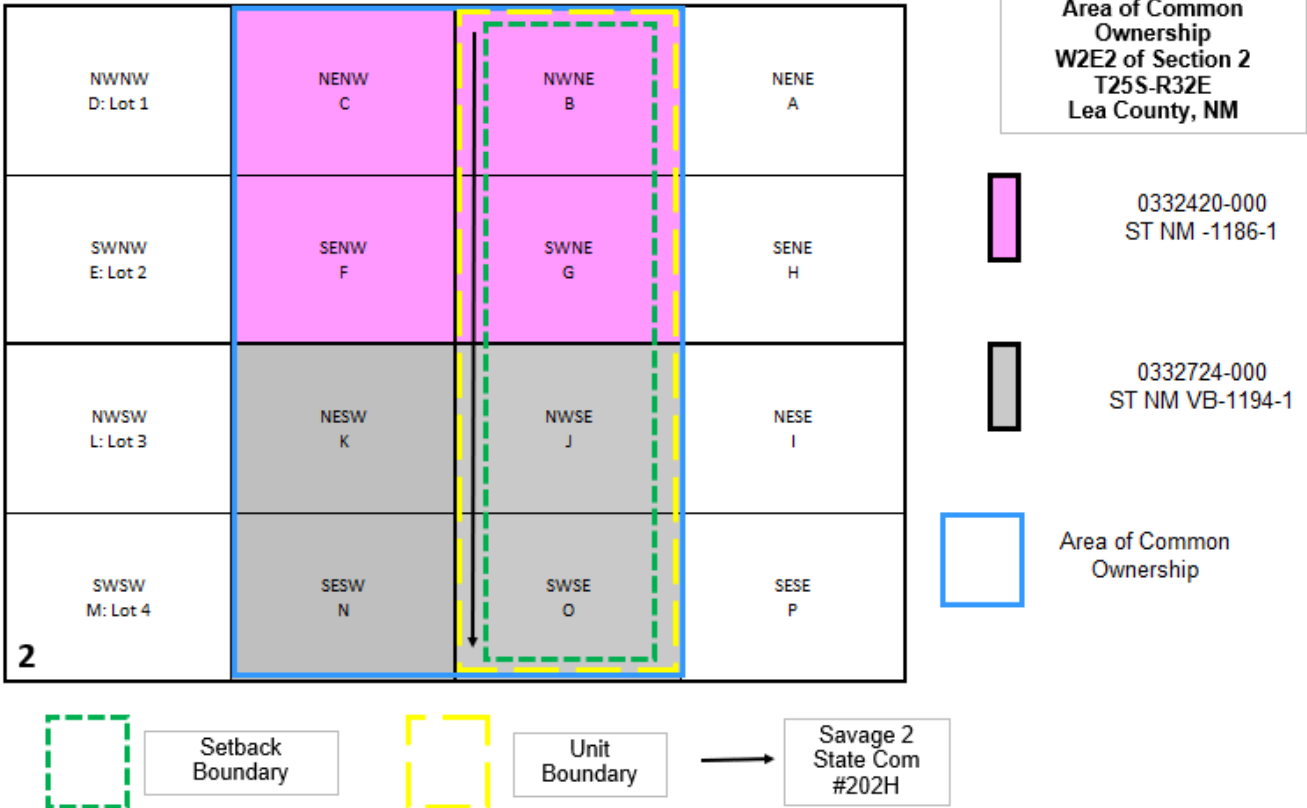 Area of Common
Ownership
W2E2 of Section 2
T25S-R32E
Lea County, NM
NWNW
D: Lot 1
NENW
C
NWNE
B
NENE
A
SWNW
E: Lot 2
SENW
F
SWNE
G
SENE
H
NWSW
L: Lot 3
NESW
K
NWSE
J
NESE
I
SWSW
M: Lot 4
SESW
N
SWSE
O
SESE
P
2
0332420-000
ST NM -1186-1
0332724-000
ST NM VB-1194-1
Area of Common
Ownership
Setback
Boundary
Unit
Boundary
Savage 2
State Com
#202H